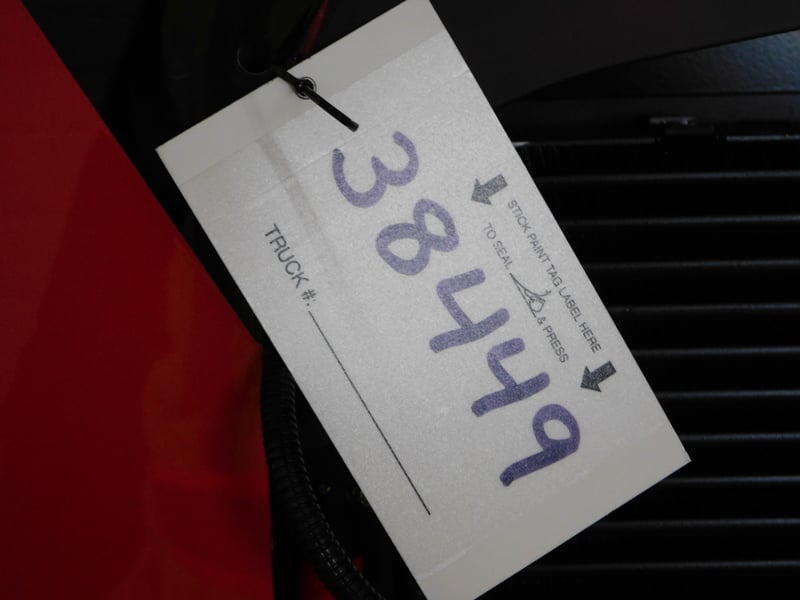 STICK PAINT TAG LABEL HERE
TO SEAL & PRESS
38449
TRUCK #: